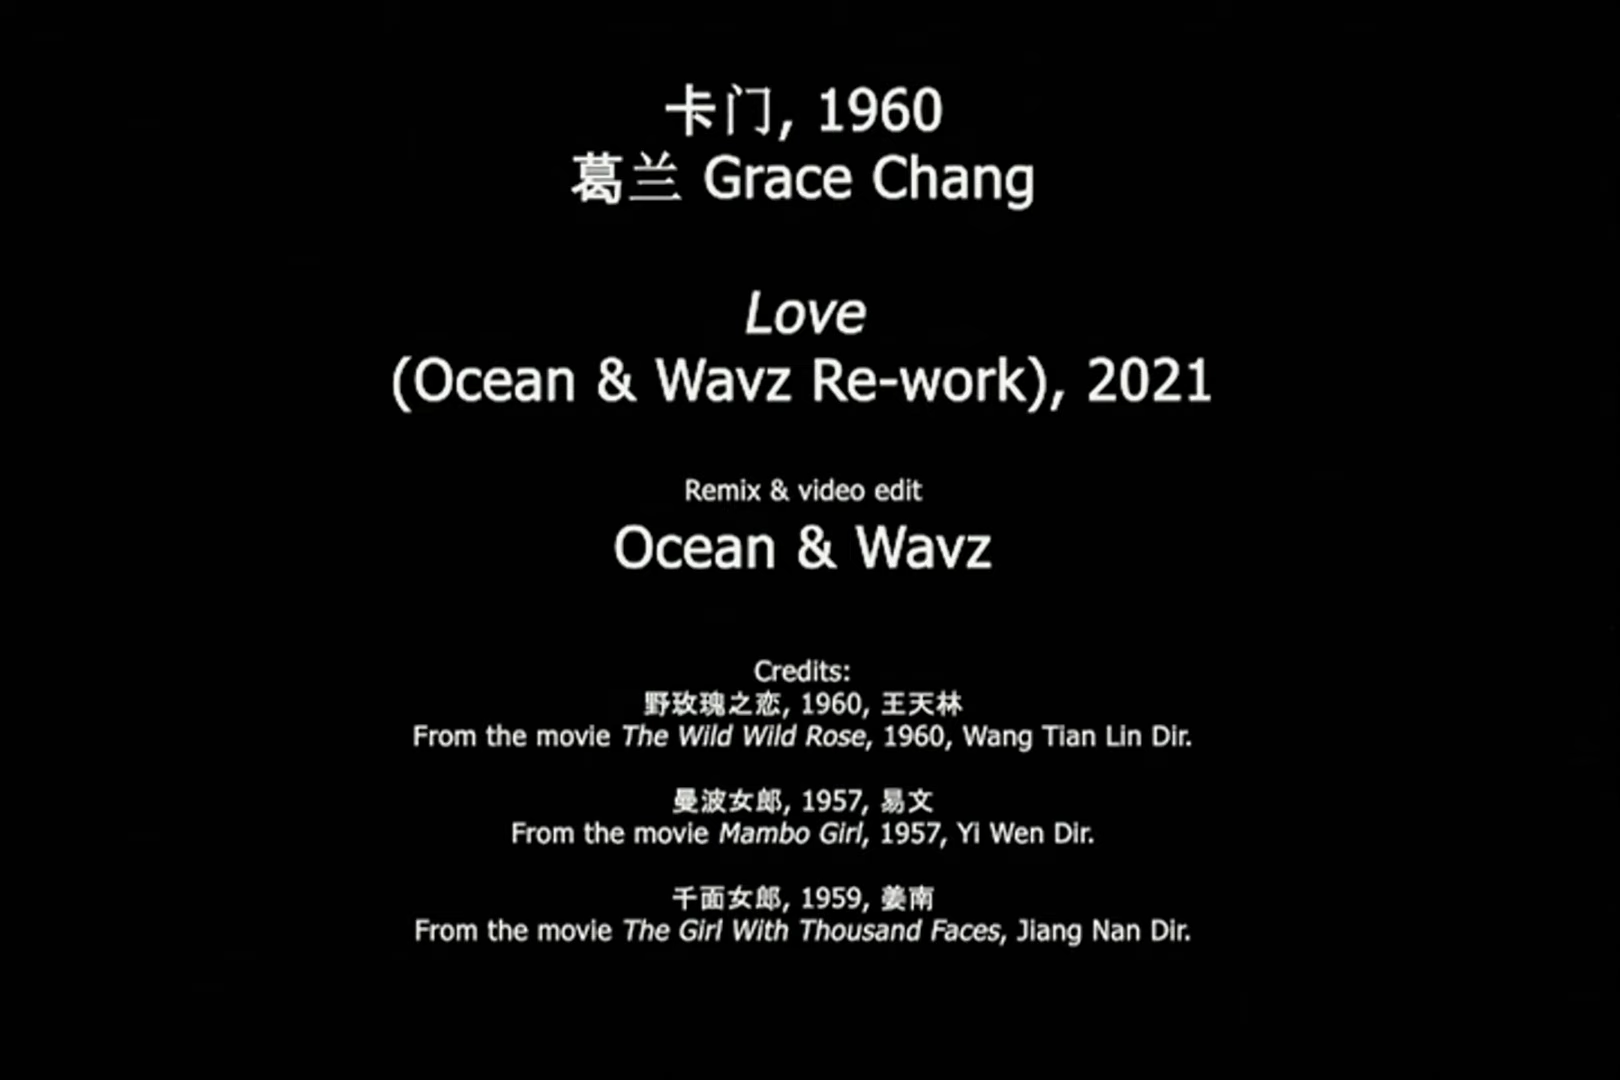 卡门, 1960
葛兰 Grace Chang
Love
(Ocean & Wavz Re-work), 2021
Remix & video edit
Ocean & Wavz
Credits:
野玫瑰之恋, 1960, 王天林
From the movie The Wild Wild Rose, 1960, Wang Tian Lin Dir.
曼波女郎, 1957, 易文
From the movie Mambo Girl, 1957, Yi Wen Dir.
千面女郎, 1959, 姜南
From the movie The Girl With Thousand Faces, Jiang Nan Dir.